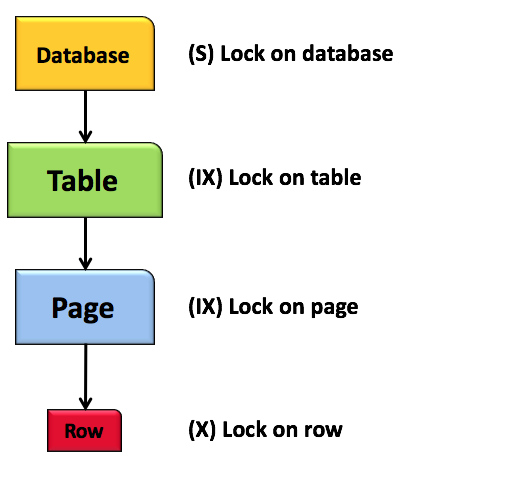 Database
(S) Lock on database
Table
(IX) Lock on table
Page
(IX) Lock on page
Row
(X) Lock on row